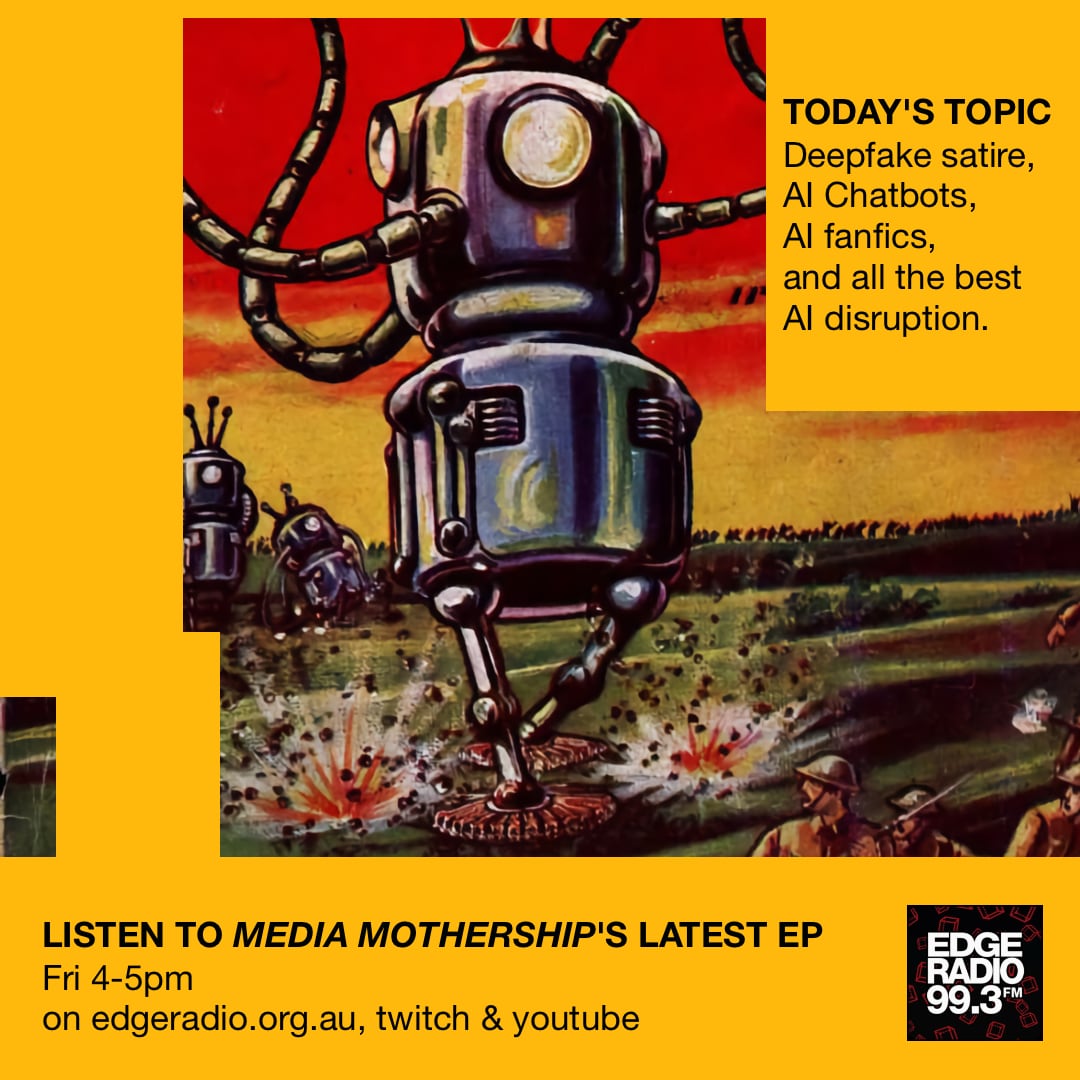 TODAY'S TOPIC
Deepfake satire,
AI Chatbots,
AI fanfics,
and all the best
AI disruption.
LISTEN TO MEDIA MOTHERSHIP'S LATEST EP
Fri 4-5pm
on edgeradio.org.au, twitch & youtube
EDGE
RADIO
99.3FM